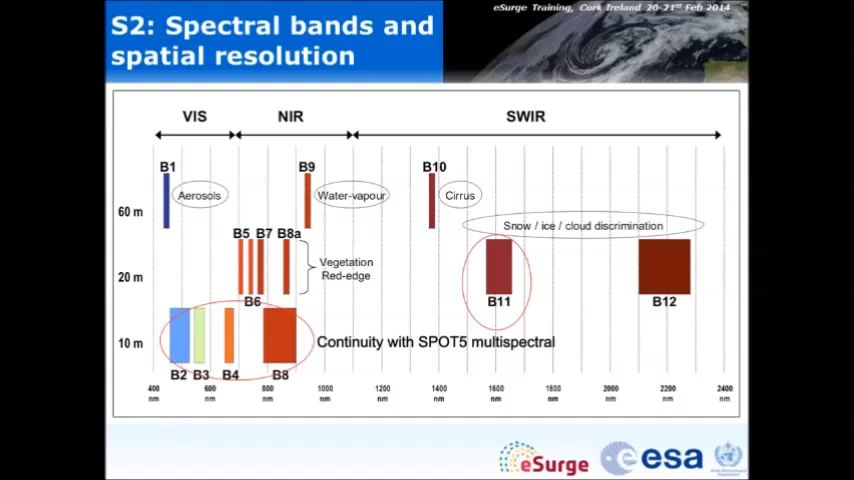 eSurge Training, Cork Ireland 20-21st Feb 2014
S2: Spectral bands and
spatial resolution
VIS
NIR
SWIR
B1
B9
B10
Aerosols
Water-vapour
Cirrus
60 m
Snow / ice / cloud discrimination
B5
B7
B8a
Vegetation
Red-edge
20 m
B6
B11
B12
10 m
Continuity with SPOT5 multispectral
B2
B3
B4
B8
400
nm
600
nm
800
nm
1000
nm
1200
nm
1400
nm
1600
nm
1800
nm
2000
nm
2200
nm
2400
nm
eSurge
esa